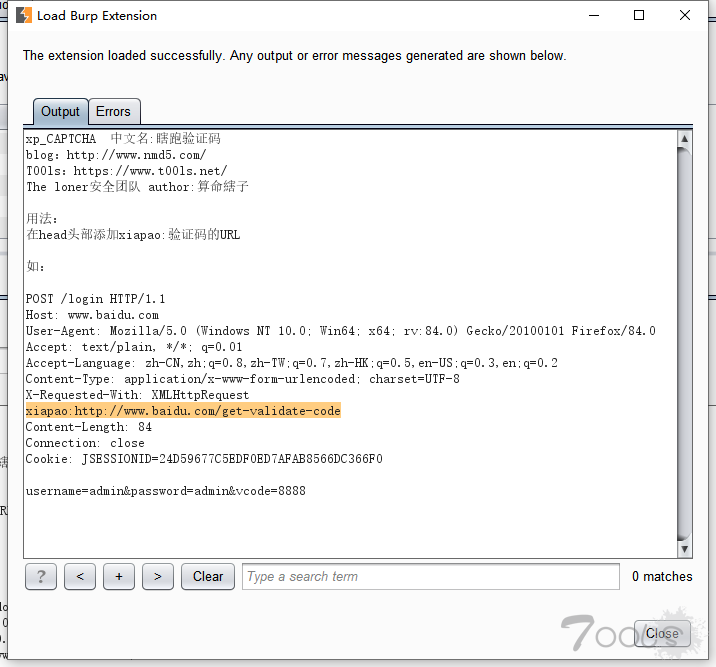 Load Burp Extension
The extension loaded successfully. Any output or error messages generated are shown below.
Output Errors
xp_CAPTCHA 中文名:瞎跑验证码
blog：http://www.nmd5.com/
T00ls：https://www.t00ls.net/
The loner安全团队 author:算命縖子
用法：
在head头部添加xiapao:验证码的URL
如：
POST /login HTTP/1.1
Host: www.baidu.com
User-Agent: Mozilla/5.0 (Windows NT 10.0; Win64; x64; rv:84.0) Gecko/20100101 Firefox/84.0
Accept: text/plain, */*; q=0.01
Accept-Language: zh-CN,zh;q=0.8,zh-TW;q=0.7,zh-HK;q=0.5,en-US;q=0.3,en;q=0.2
Content-Type: application/x-www-form-urlencoded; charset=UTF-8
X-Requested-With: XMLHttpRequest
xiapao:http://www.baidu.com/get-validate-code
Content-Length: 84
Connection: close
Cookie: JSESSIONID=24D59677C5EDF0ED7AFAB8566DC366F0
username=admin&password=admin&vcode=8888
? < + > Clear Type a search term 0 matches
Close